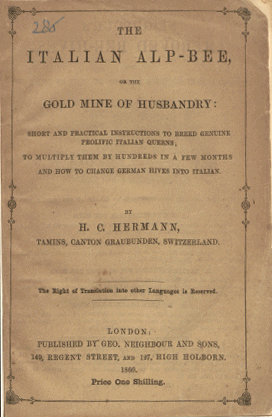 285
THE
ITALIAN ALP-BEE,
OR THE
GOLD MINE OF HUSBANDRY:
SHORT AND PRACTICAL INSTRUCTIONS TO BREED GENUINE
PROLIFIC ITALIAN QUEENS;
TO MULTIPLY THEM BY HUNDREDS IN A FEW MONTHS
AND HOW TO CHANGE GERMAN HIVES INTO ITALIAN.
BY
H. C. HERMANN,
TAMINS, CANTON GRAUBUNDEN, SWITZERLAND.
The Right of Translation into other Languages is Reserved.
LONDON:
PUBLISHED BY GEO. NEIGHBOUR AND SONS,
149, REGENT STREET, AND 127, HIGH HOLBORN.
1860.
Price One Shilling.